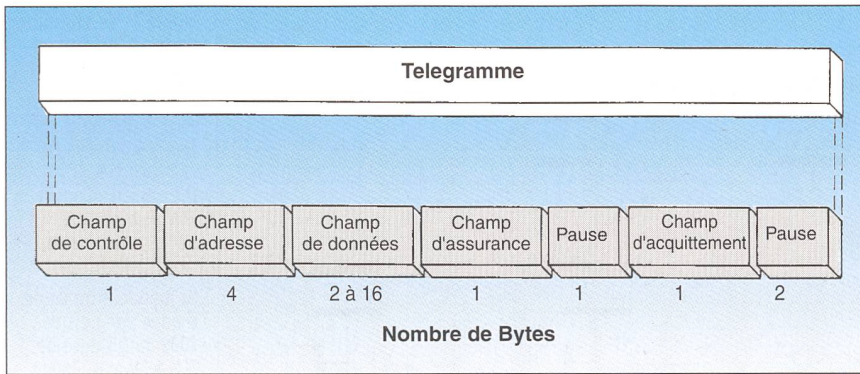 Telegramme
Champ
de contrôle
Champ
d'adresse
Champ
de données
Champ
d'assurance
Pause
Champ
d'acquittement
Pause
1 4 2 à 16 1 1 1 2
Nombre de Bytes